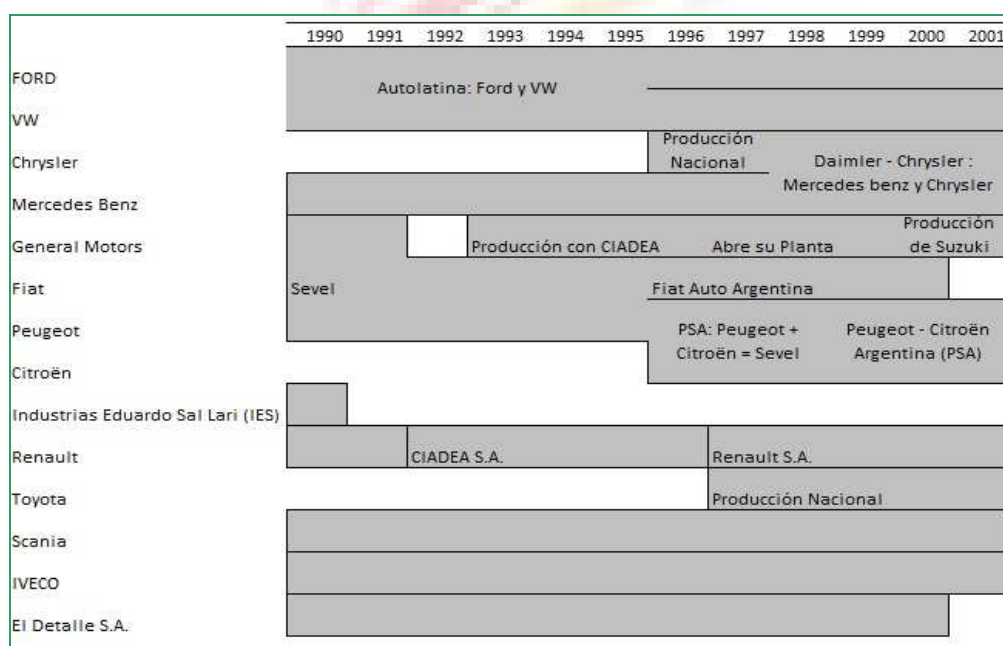 1990 1991 1992 1993 1994 1995 1996 1997 1998 1999 2000 2001
FORD
Autolatina: Ford y VW
VW
Chrysler
Producción
Nacional
Daimler - Chrysler :
Mercedes benz y Chrysler
Mercedes Benz
General Motors
Producción con CIADEA
Abre su Planta
Producción
de Suzuki
Fiat
Sevel
Fiat Auto Argentina
Peugeot
PSA: Peugeot +
Citroën = Sevel
Peugeot - Citroën
Argentina (PSA)
Citroën
Industrias Eduardo Sal Lari (IES)
Renault
CIADEA S.A.
Renault S.A.
Toyota
Producción Nacional
Scania
IVECO
El Detalle S.A.